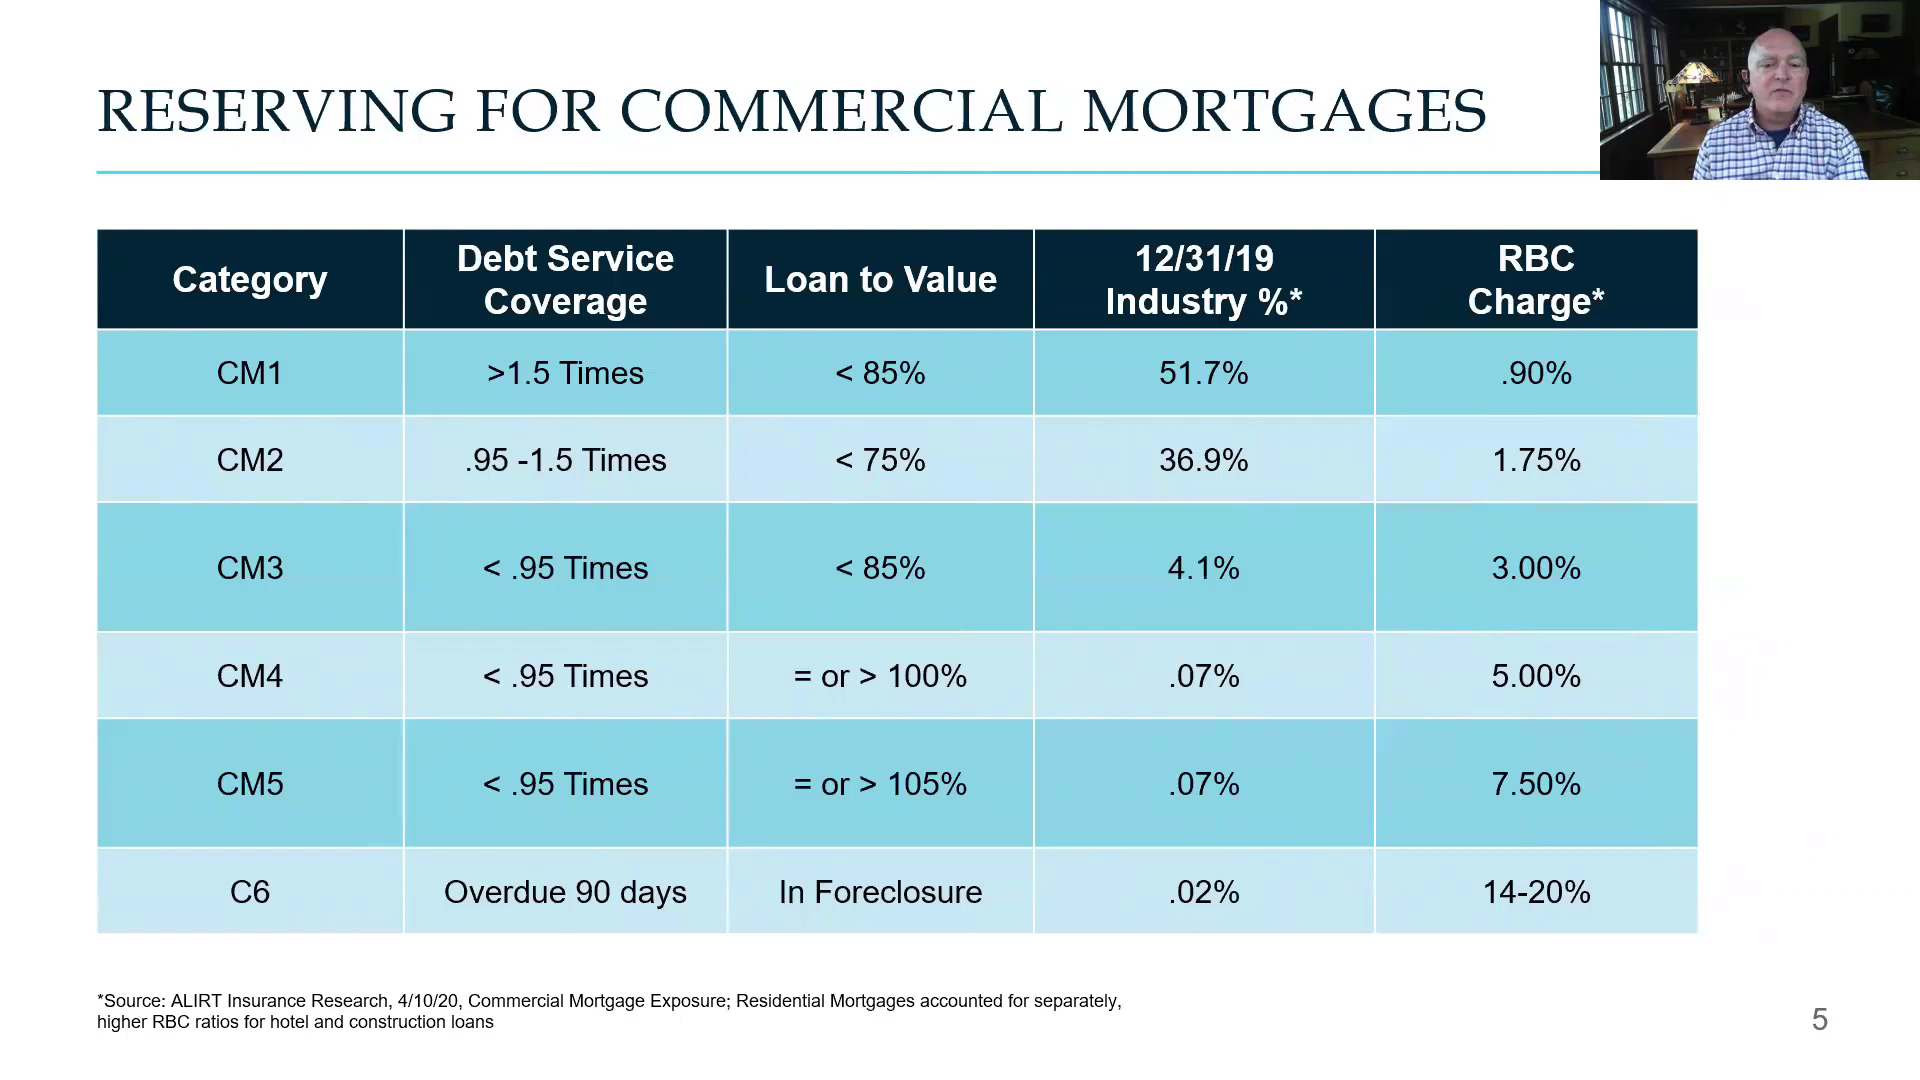 RESERVING FOR COMMERCIAL MORTGAGES
Category
Debt Service
Coverage
Loan to Value
12/31/19
Industry %*
RBC
Charge*
CM1
>1.5 Times
< 85%
51.7%
.90%
CM2
.95 -1.5 Times
< 75%
36.9%
1.75%
CM3
< .95 Times
< 85%
4.1%
3.00%
CM4
< .95 Times
= or > 100%
.07%
5.00%
CM5
< .95 Times
= or > 105%
.07%
7.50%
C6
Overdue 90 days
In Foreclosure
.02%
14-20%
*Source: ALIRT Insurance Research, 4/10/20, Commercial Mortgage Exposure; Residential Mortgages accounted for separately,
higher RBC ratios for hotel and construction loans
5